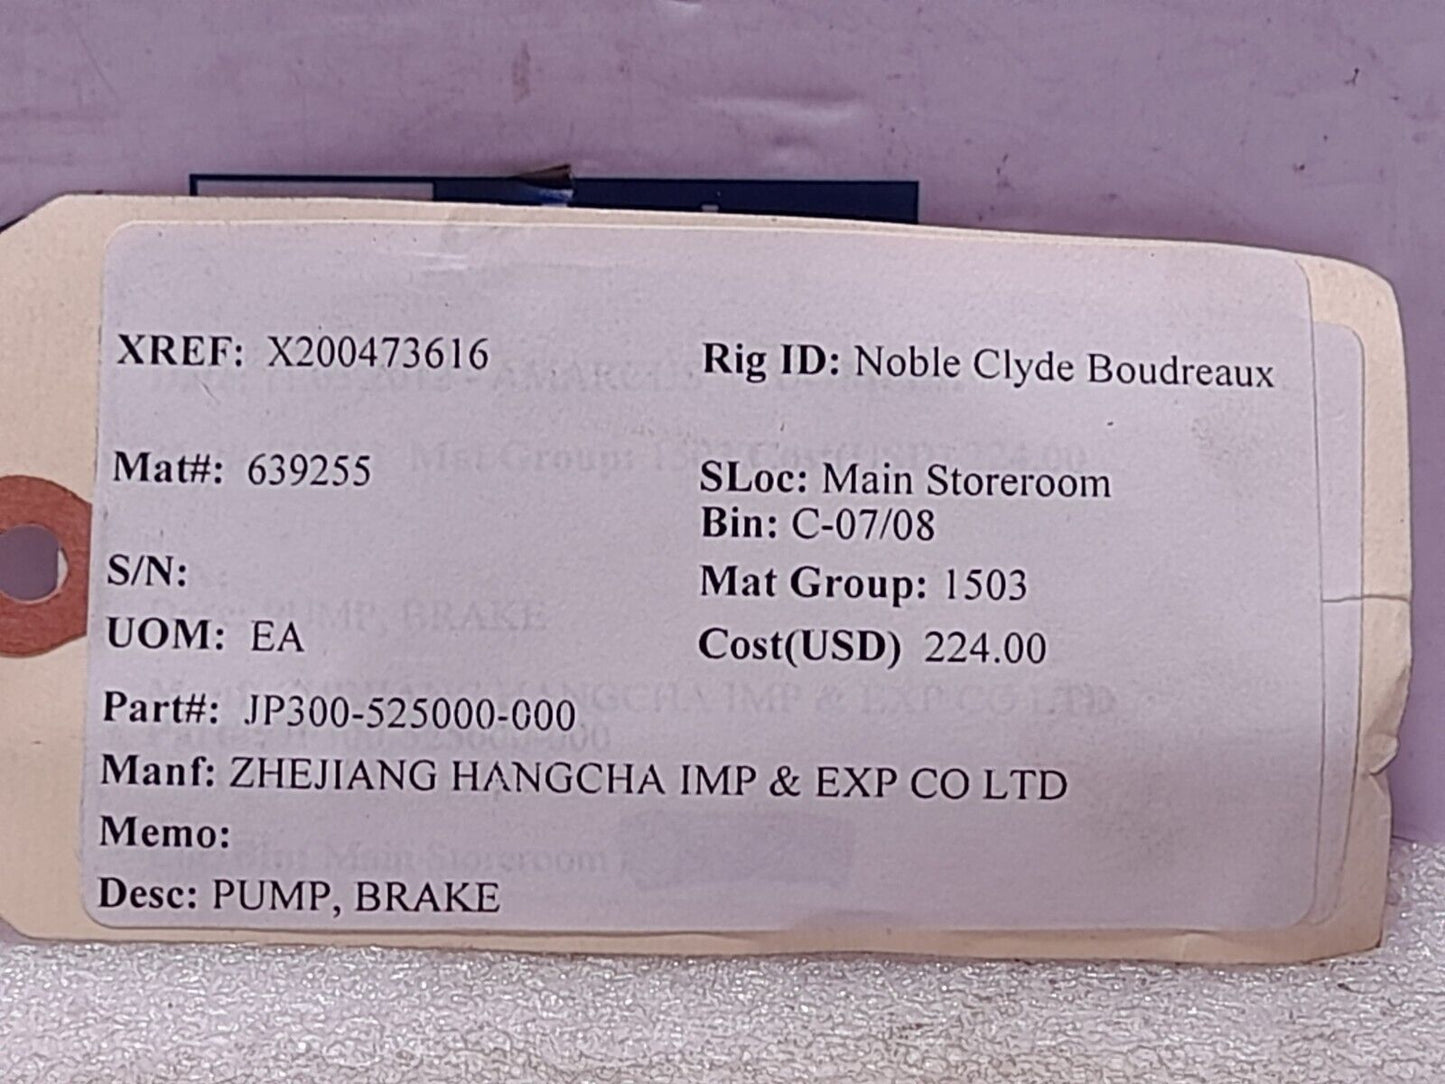 XREF: X200473616
Rig ID: Noble Clyde Boudreaux
Mat#: 639255
SLoc: Main Storeroom
Bin: C-07/08
S/N:
Mat Group: 1503
UOM: EA
Cost(USD) 224.00
Part#: JP300-525000-000
Manf: ZHEJIANG HANGCHA IMP & EXP CO LTD
Memo:
Desc: PUMP, BRAKE